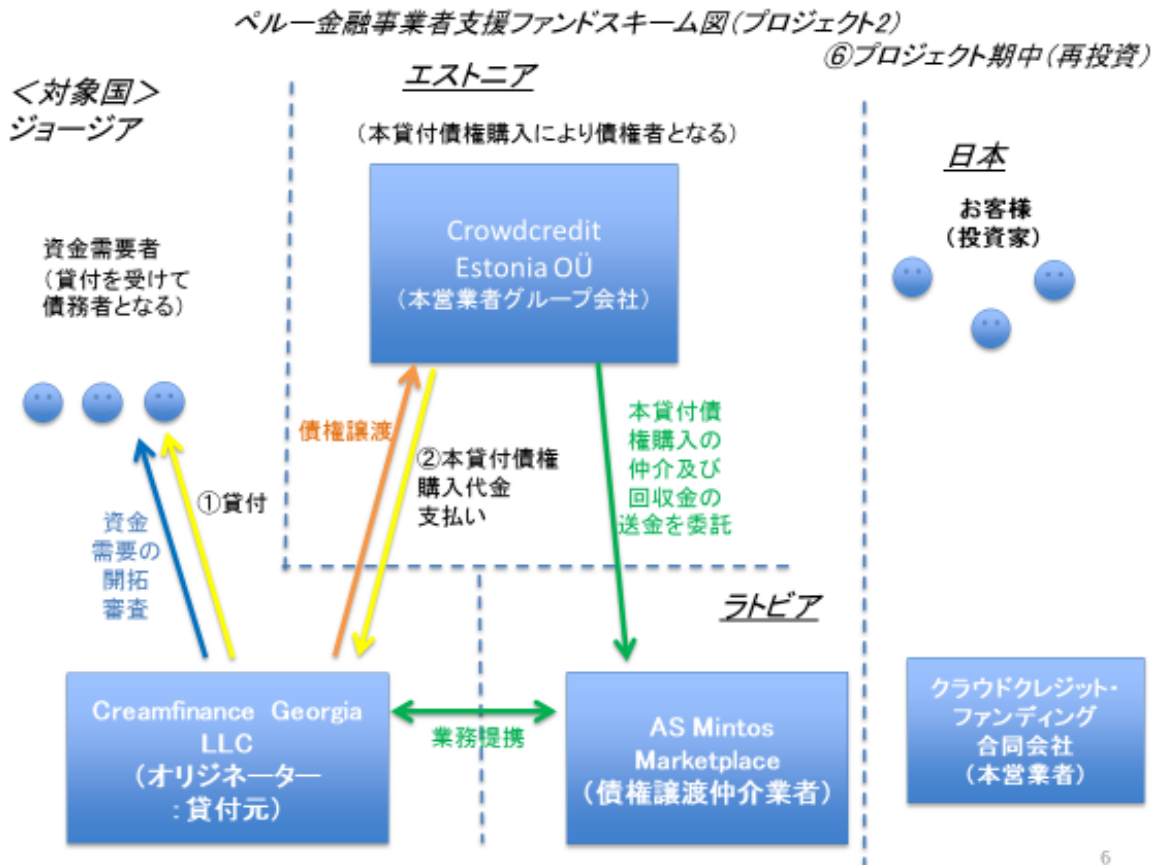 ペルー金融事業者支援ファンドスキーム図(プロジェクト2)
⑥プロジェクト期中(再投資)
エストニア
<対象国>
ジョージア
(本貸付債権購入により債権者となる)
日本
Crowdcredit
Estonia OÜ
(本営業者グループ会社)
お客様
(投資家)
資金需要者
(貸付を受けて
債務者となる)
債権譲渡
②本貸付債権
購入代金
支払い
本貸付債
権購入の
仲介及び
回収金の
送金を委託
①貸付
資金
需要の
開拓
審査
ラトビア
Creamfinance Georgia
LLC
(オリジネーター
:貸付元)
業務提携
AS Mintos
Marketplace
(債権譲渡仲介業者)
クラウドクレジット・
ファンディング
合同会社
(本営業者)
6